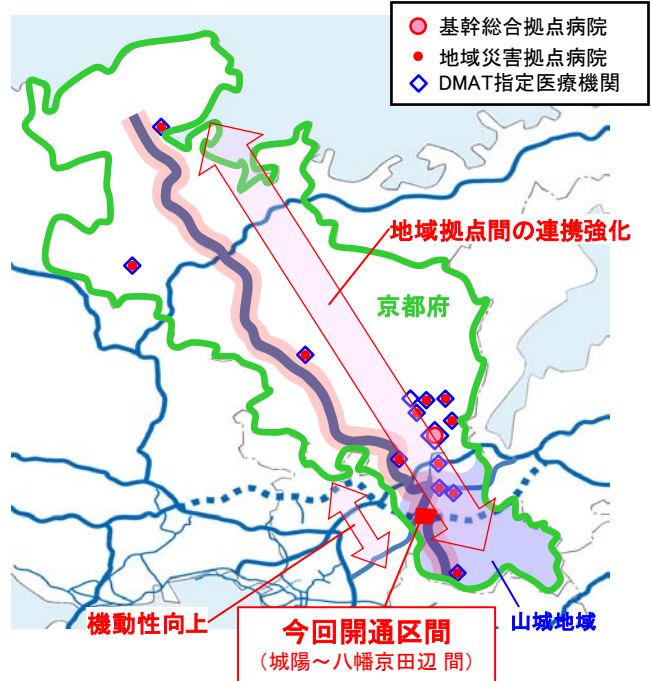 基幹総合拠点病院
地域災害拠点病院
DMAT指定医療機関
地域拠点間の連携強化
京都府
機動性向上
今回開通区間
（城陽～八幡京田辺 間）
山城地域